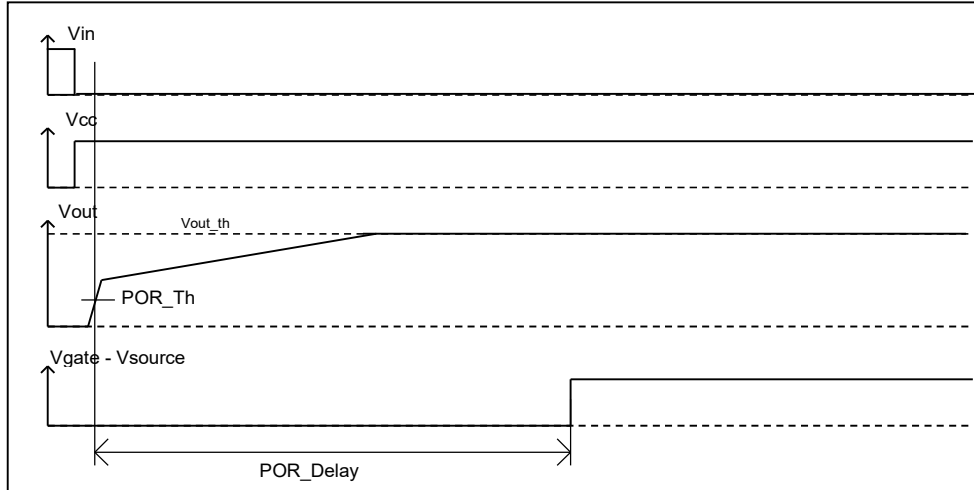 Vin
Vcc
Vout
Vout_th
POR_Th
Vgate - Vsource
POR_Delay